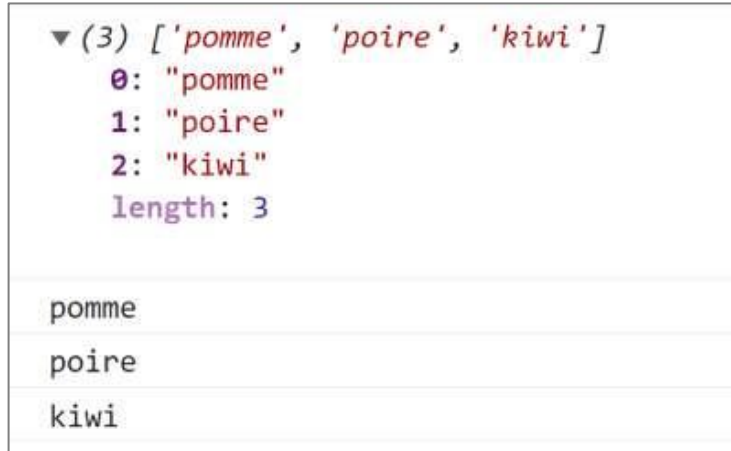 ▼(3) ['pomme', 'poire', 'kiwi']
0: "pomme"
1: "poire"
2: "kiwi"
length: 3
pomme
poire
kiwi